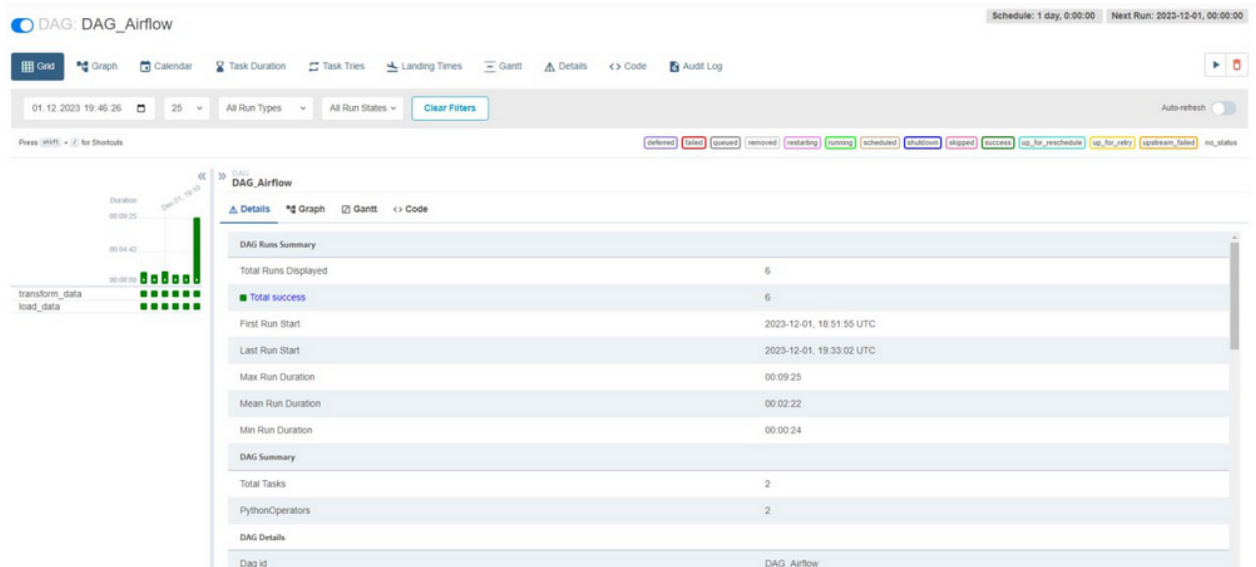 DAG: DAG_Airflow
Schedule: 1 day, 0:00:00 Next Run: 2023-12-01, 00:00:00
Grid Graph Calendar Task Duration Task Tries Landing Times Gantt Details <> Code Audit Log
01.12.2023 19:46:26 25 All Run Types All Run States Clear Filters Auto-refresh
Press shift + / for Shortcuts
deferred failed queued removed restarting running scheduled shutdown skipped success up_for_reschedule up_for_retry upstream_failed no_status
DAG
DAG_Airflow
Details Graph Gantt <> Code
Duration
00:09:25
00:04:42
00:00:00
transform_data
load_data
DAG Runs Summary
Total Runs Displayed 6
Total success 6
First Run Start 2023-12-01, 18:51:55 UTC
Last Run Start 2023-12-01, 19:33:02 UTC
Max Run Duration 00:09:25
Mean Run Duration 00:02:22
Min Run Duration 00:00:24
DAG Summary
Total Tasks 2
PythonOperators 2
DAG Details
Dag id DAG_Airflow